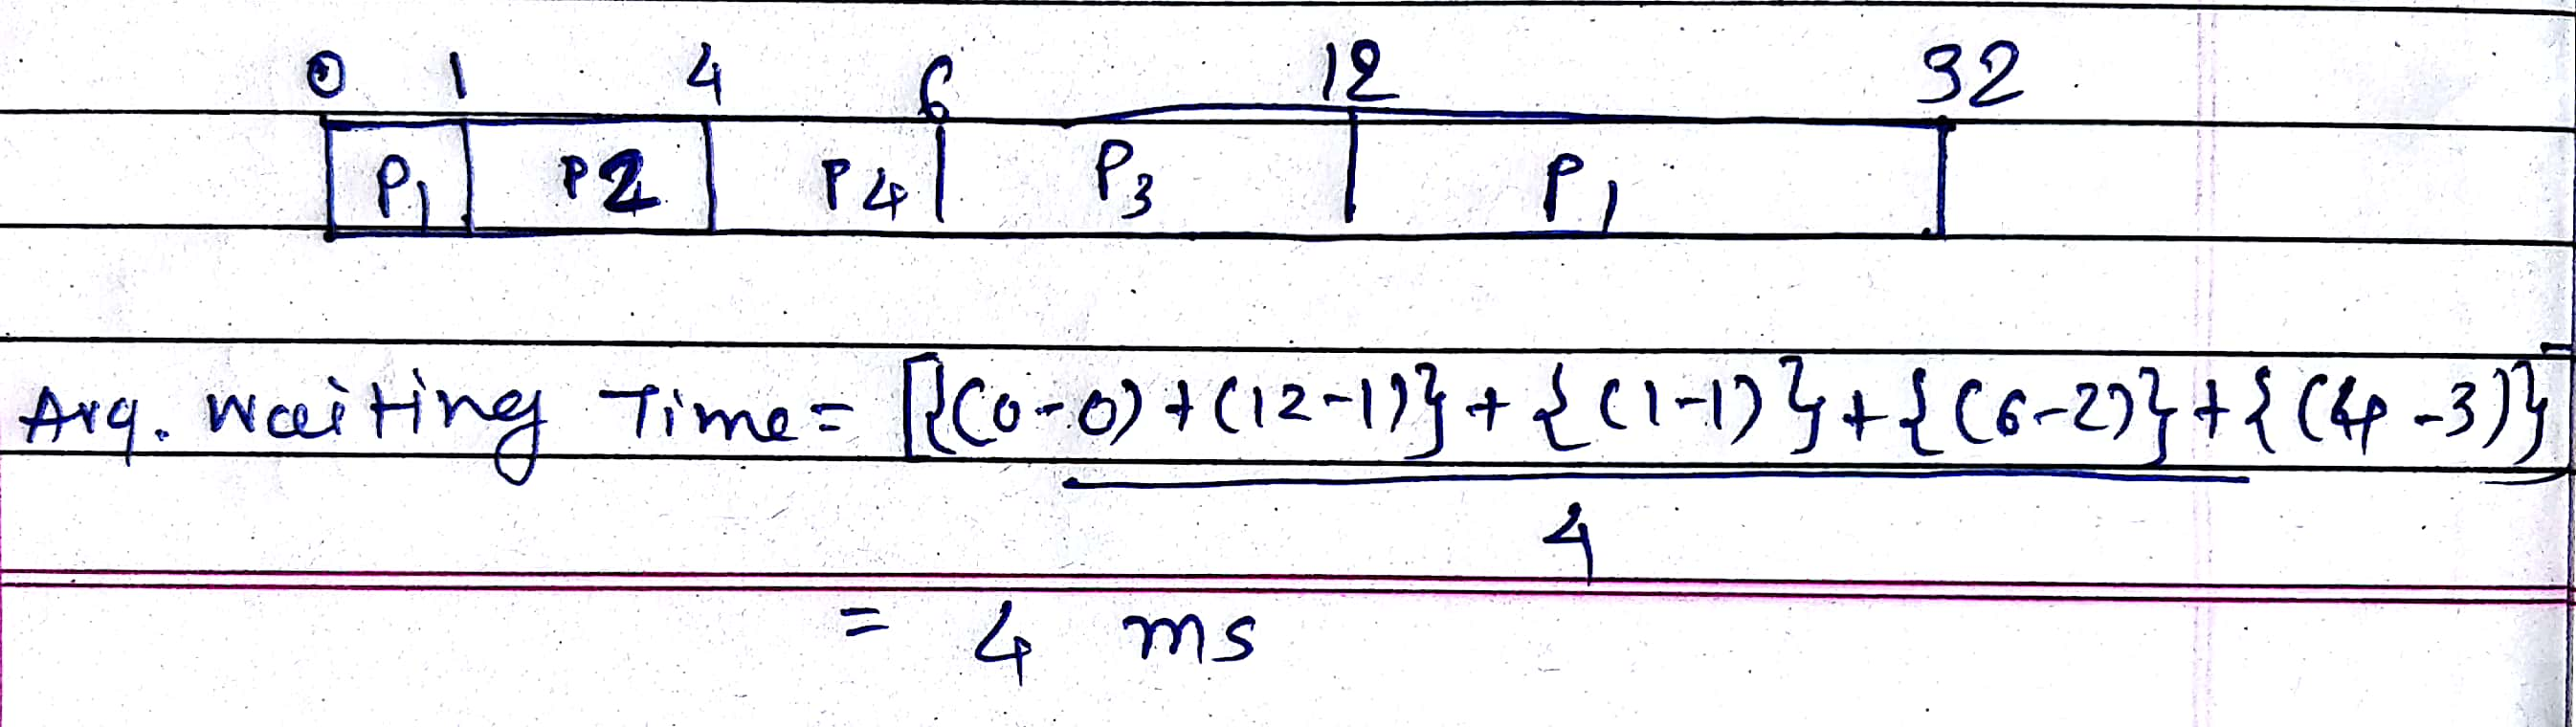 0 1 4 6 12 32
P1 P2 P4 P3 P1
Avg. Waiting Time = [{(0-0)+(12-1)}+{(1-1)}+{(6-2)}+{(4-3)}]
4
= 4 ms